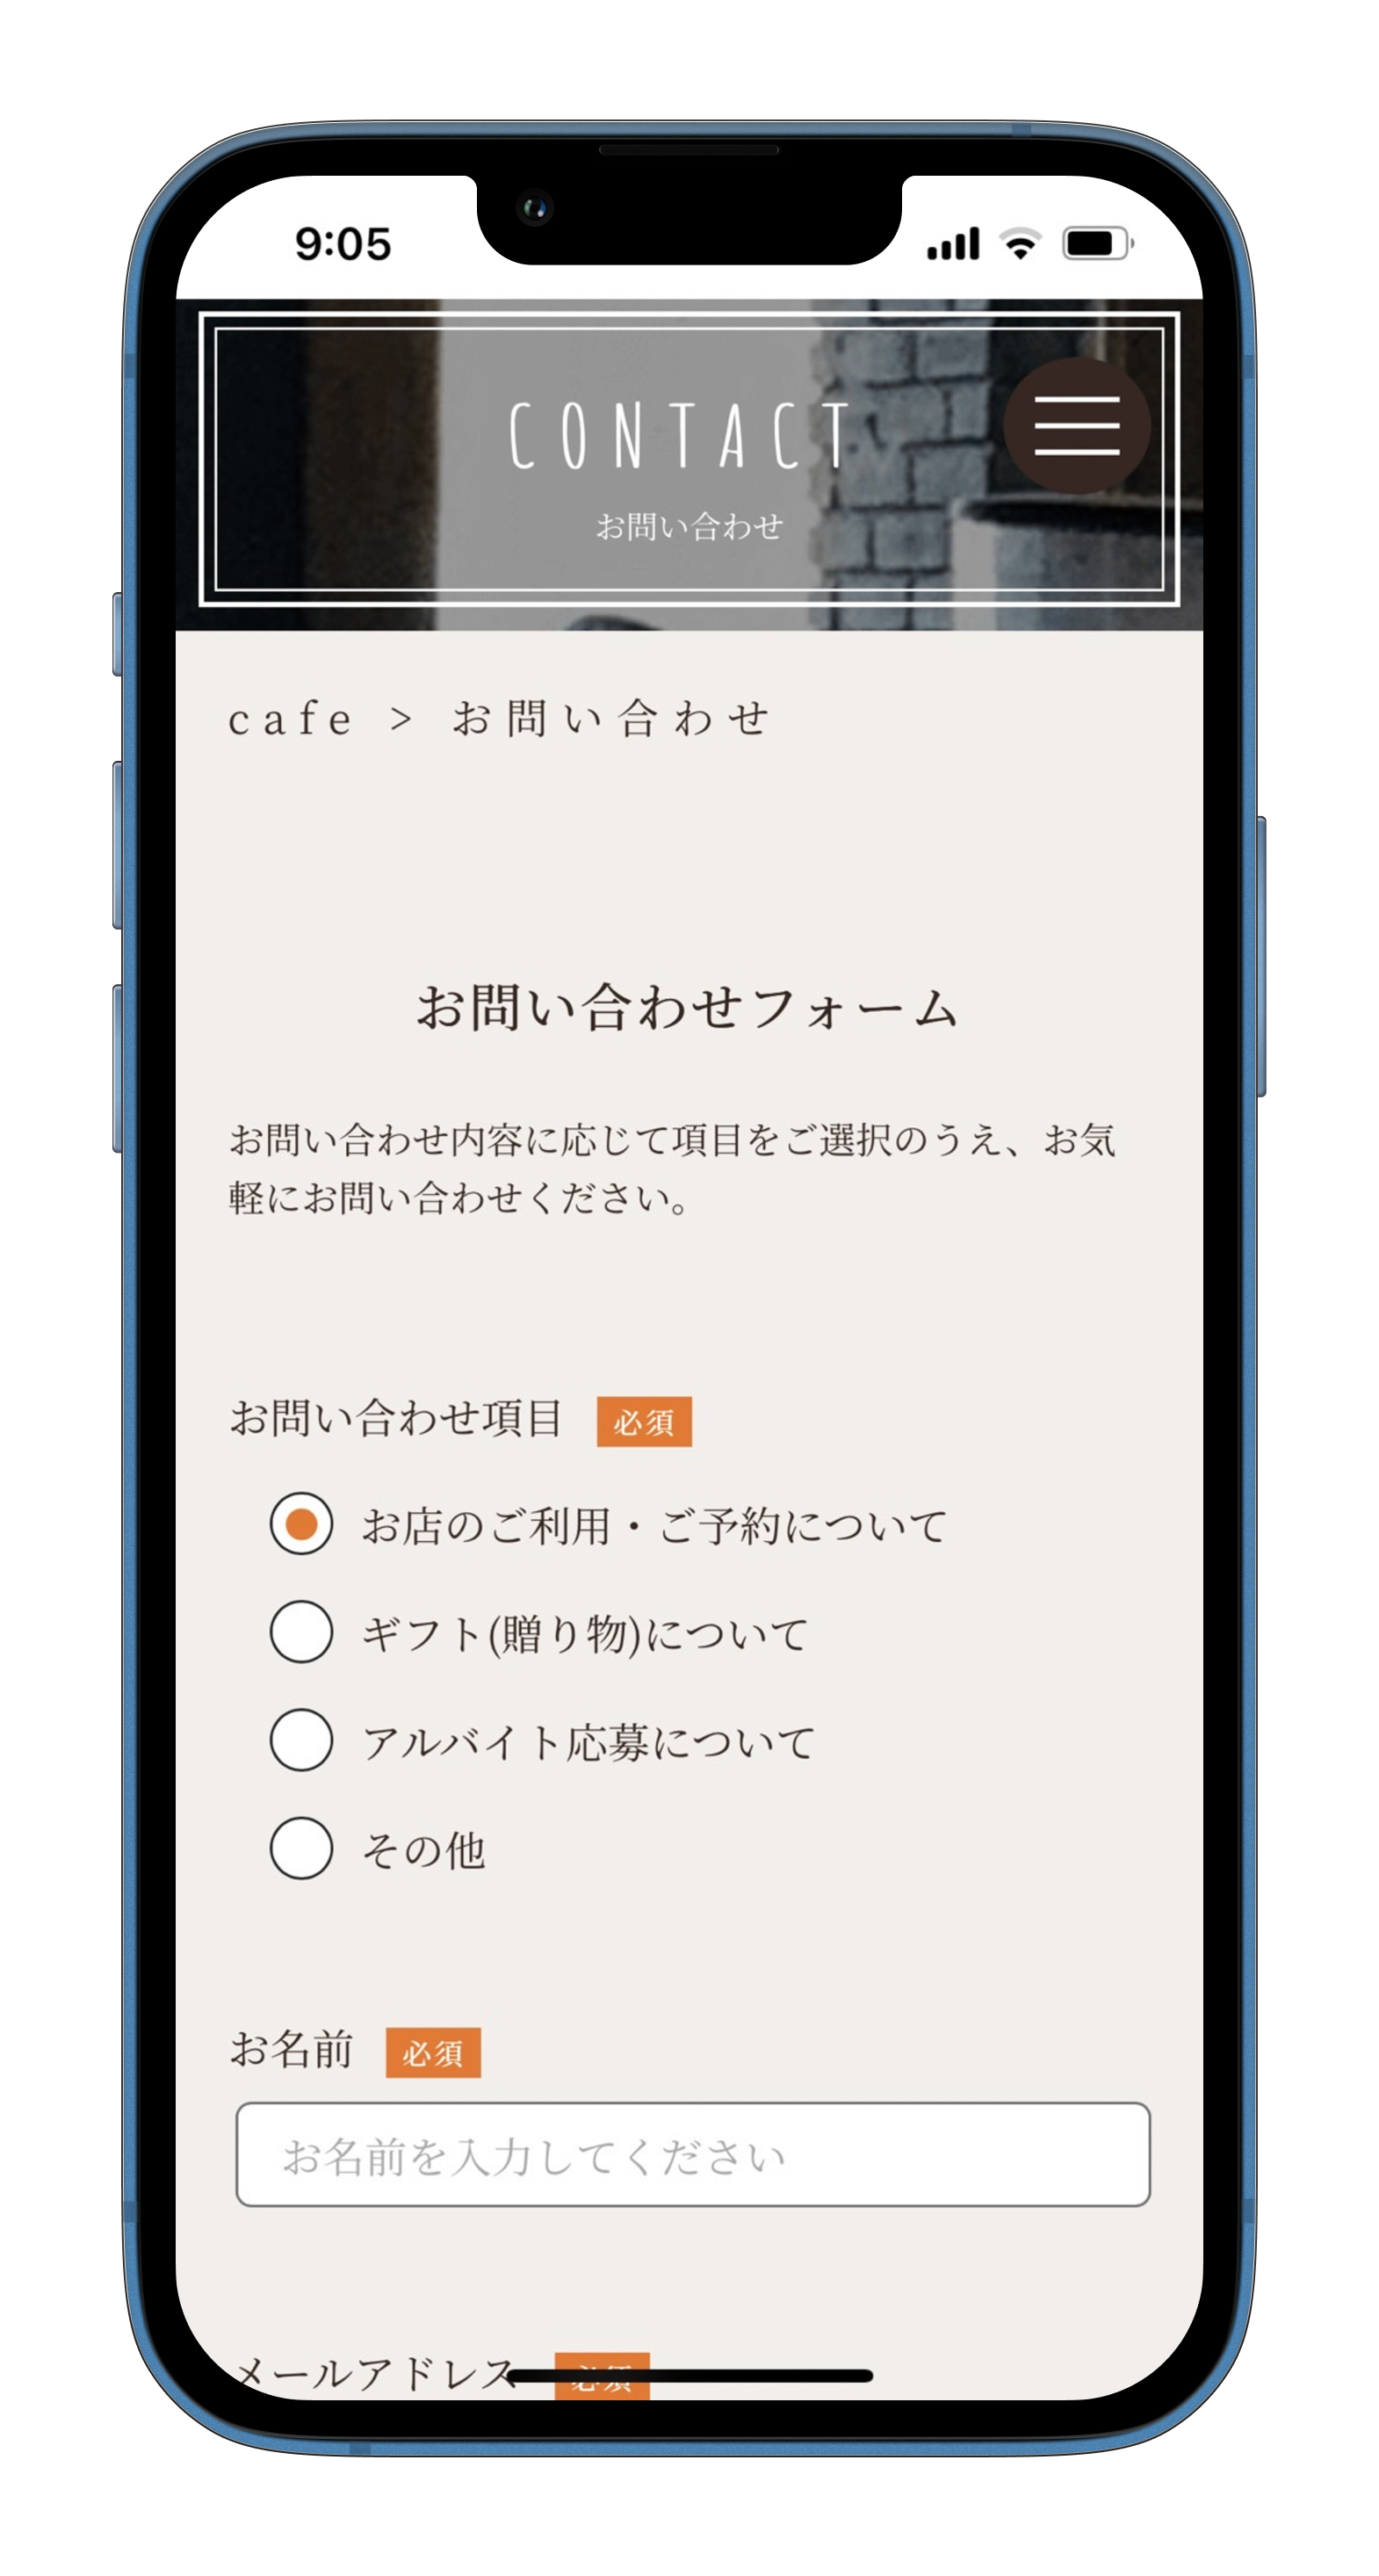 9:05
CONTACT
お問い合わせ
cafe > お問い合わせ
お問い合わせフォーム
お問い合わせ内容に応じて項目をご選択のうえ、お気
軽にお問い合わせください。
お問い合わせ項目 必須
お店のご利用・ご予約について
ギフト(贈り物)について
アルバイト応募について
その他
お名前 必須
お名前を入力してください
メールアドレス 必須